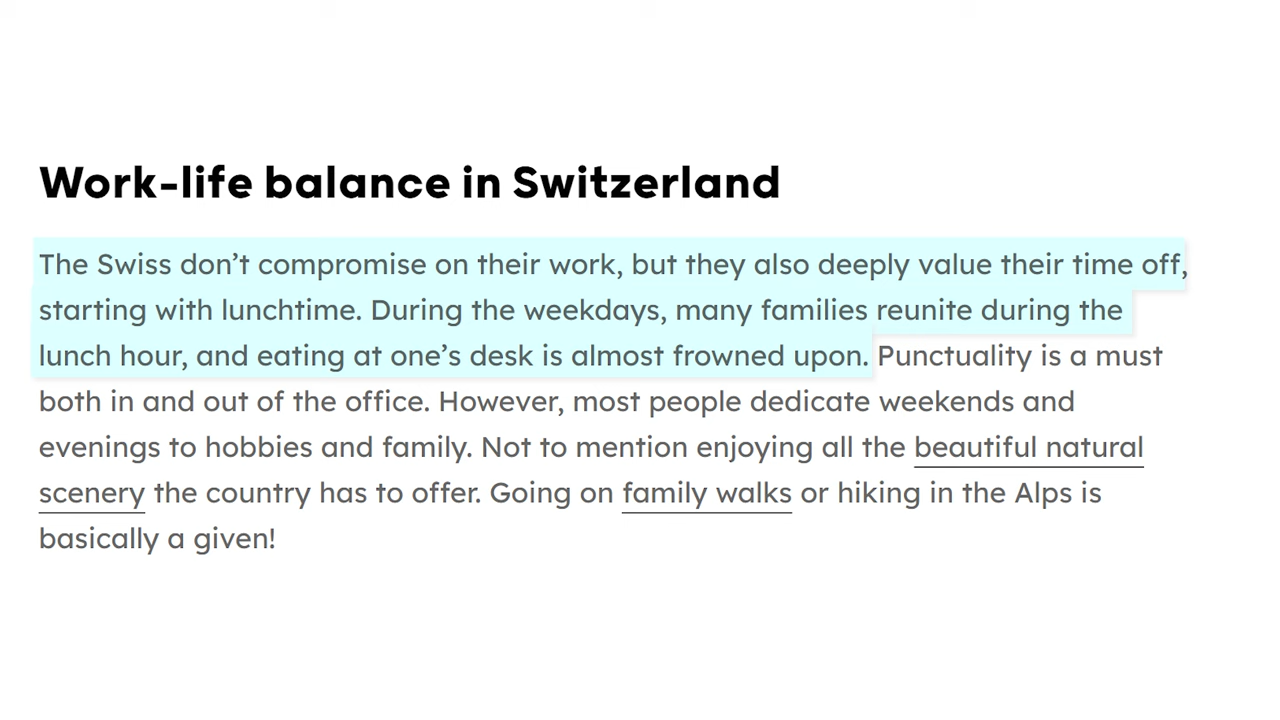 Work-life balance in Switzerland
The Swiss don’t compromise on their work, but they also deeply value their time off,
starting with lunchtime. During the weekdays, many families reunite during the
lunch hour, and eating at one’s desk is almost frowned upon. Punctuality is a must
both in and out of the office. However, most people dedicate weekends and
evenings to hobbies and family. Not to mention enjoying all the beautiful natural
scenery the country has to offer. Going on family walks or hiking in the Alps is
basically a given!